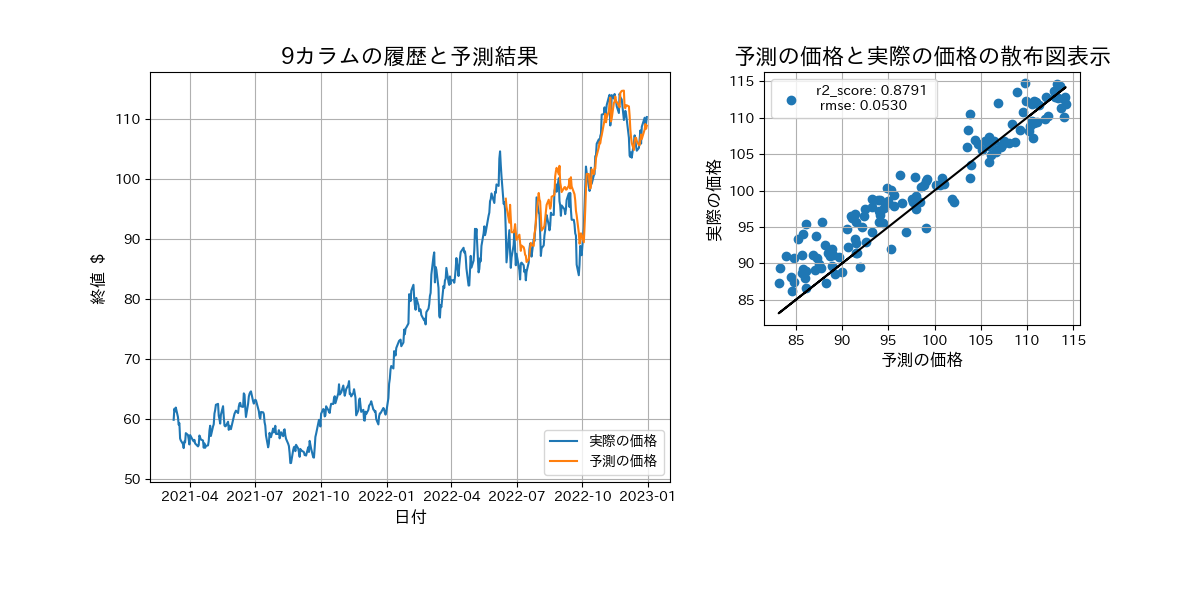 9カラムの履歴と予測結果
110
100
90
80
70
60
50
終値 $
2021-04 2021-07 2021-10 2022-01 2022-04 2022-07 2022-10 2023-01
日付
実際の価格
予測の価格
予測の価格と実際の価格の散布図表示
r2_score: 0.8791
rmse: 0.0530
115
110
105
100
95
90
85
実際の価格
85 90 95 100 105 110 115
予測の価格